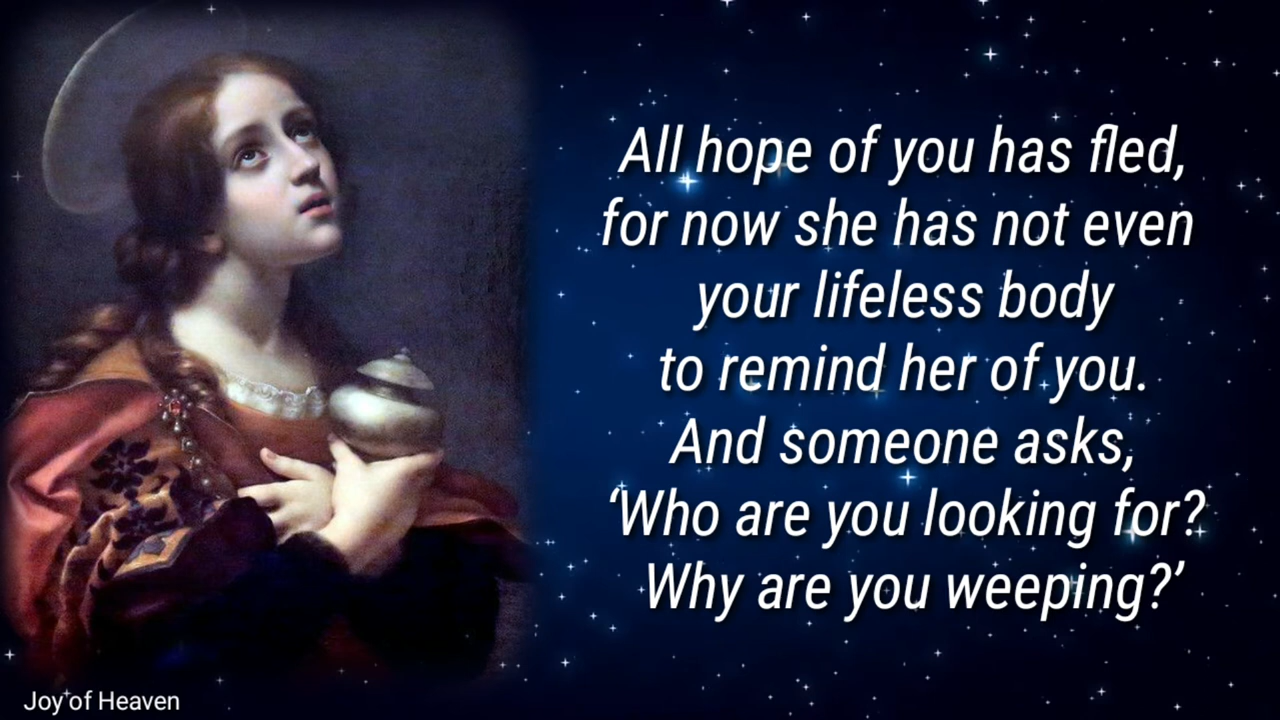 All hope of you has fled,
for now she has not even
your lifeless body
to remind her of you.
And someone asks,
‘Who are you looking for?
Why are you weeping?’
Joy of Heaven